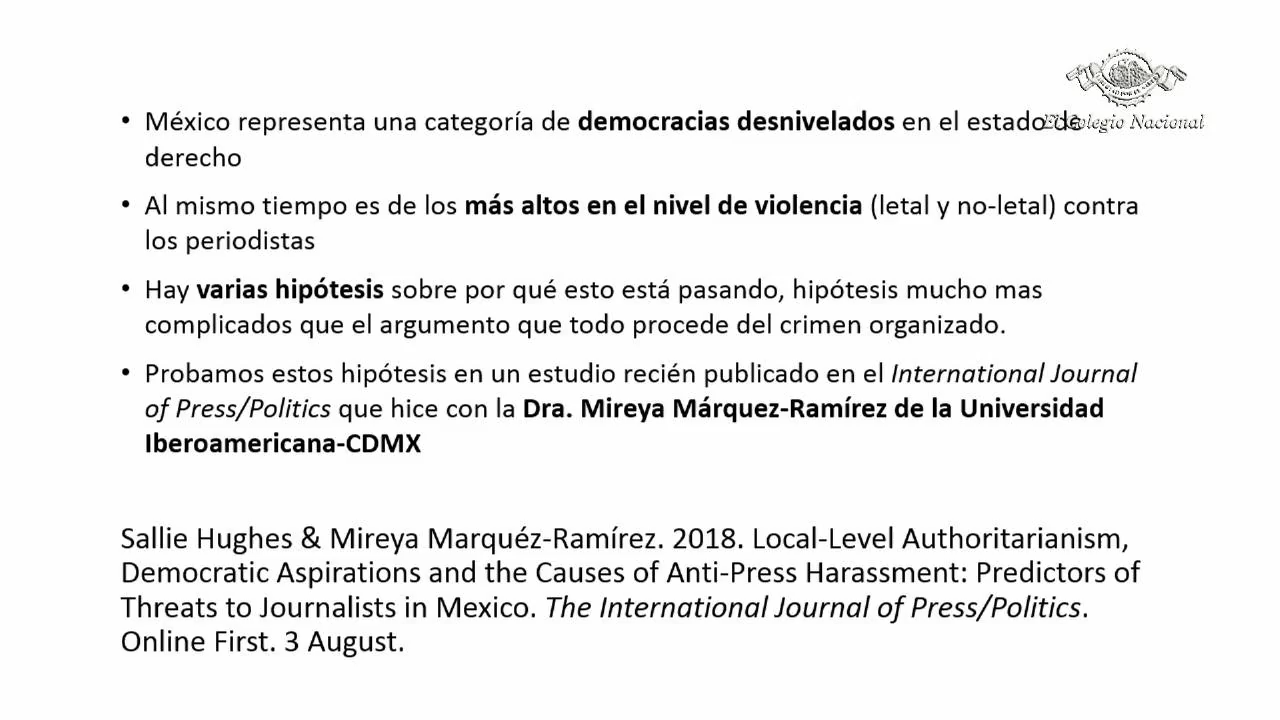 El Colegio Nacional
• México representa una categoría de democracias desnivelados en el estado de
derecho
• Al mismo tiempo es de los más altos en el nivel de violencia (letal y no-letal) contra
los periodistas
• Hay varias hipótesis sobre por qué esto está pasando, hipótesis mucho mas
complicados que el argumento que todo procede del crimen organizado.
• Probamos estos hipótesis en un estudio recién publicado en el International Journal
of Press/Politics que hice con la Dra. Mireya Márquez-Ramírez de la Universidad
Iberoamericana-CDMX
Sallie Hughes & Mireya Marquéz-Ramírez. 2018. Local-Level Authoritarianism,
Democratic Aspirations and the Causes of Anti-Press Harassment: Predictors of
Threats to Journalists in Mexico. The International Journal of Press/Politics.
Online First. 3 August.